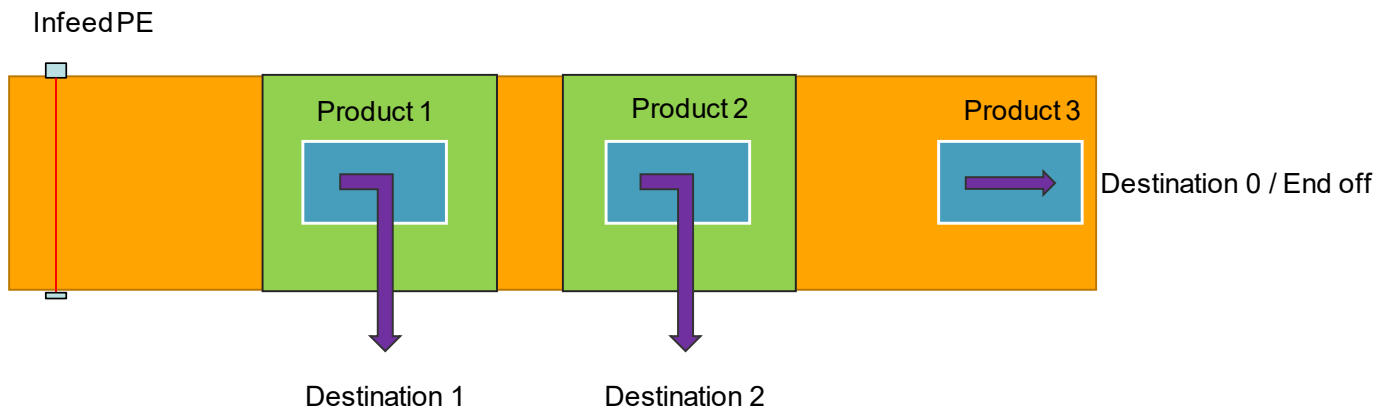 Infeed PE
Product 1
Product 2
Product 3
Destination 0 / End off
Destination 1
Destination 2